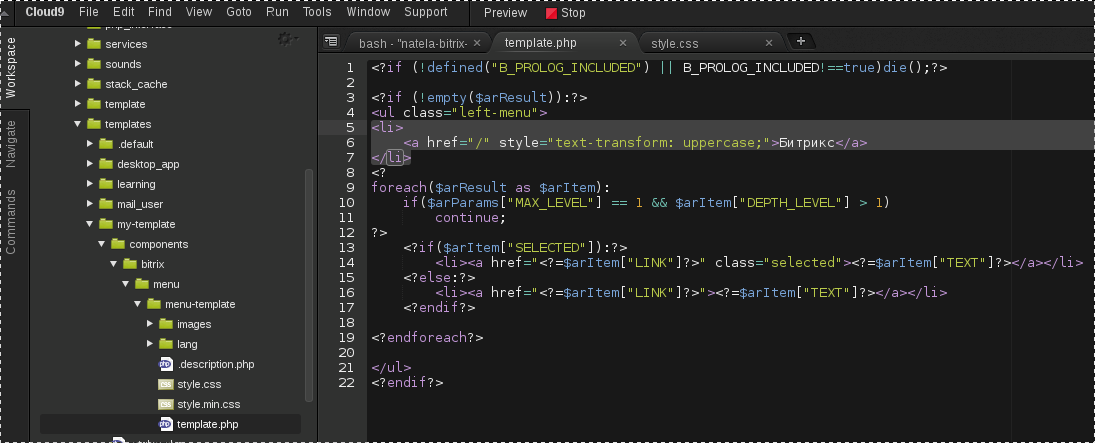 Cloud9 File Edit Find View Goto Run Tools Window Support Preview Stop
Workspace
Navigate
Commands
services
sounds
stack_cache
template
templates
.default
desktop_app
learning
mail_user
my-template
components
bitrix
menu
menu-template
images
lang
.description.php
style.css
style.min.css
template.php
bash - "natela-bitrix- template.php style.css
1 <?if (!defined("B_PROLOG_INCLUDED") || B_PROLOG_INCLUDED!==true)die();?>
2
3 <?if (!empty($arResult)):?>
4 <ul class="left-menu">
5 <li>
6 <a href="/" style="text-transform: uppercase;">Битрикс</a>
7 </li>
8 <?
9 foreach($arResult as $arItem):
10 if($arParams["MAX_LEVEL"] == 1 && $arItem["DEPTH_LEVEL"] > 1)
11 continue;
12 ?>
13 <?if($arItem["SELECTED"]):?>
14 <li><a href="<?=$arItem["LINK"]?>" class="selected"><?=$arItem["TEXT"]?></a></li>
15 <?else:?>
16 <li><a href="<?=$arItem["LINK"]?>"><?=$arItem["TEXT"]?></a></li>
17 <?endif?>
18
19 <?endforeach?>
20
21 </ul>
22 <?endif?>